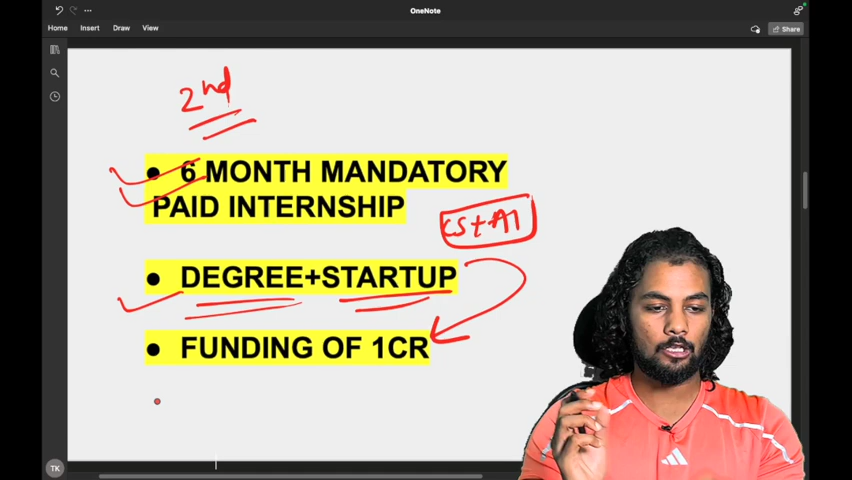 OneNote
Home Insert Draw View
Share
2nd
• 6 MONTH MANDATORY
PAID INTERNSHIP
CS+AI
• DEGREE+STARTUP
• FUNDING OF 1CR
TK